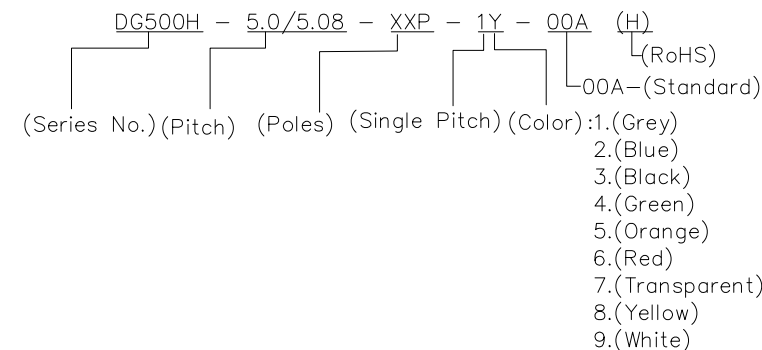 DG500H - 5.0/5.08 - XXP - 1Y - 00A (H)
(RoHS)
00A-(Standard)
(Series No.) (Pitch) (Poles) (Single Pitch) (Color):1.(Grey)
2.(Blue)
3.(Black)
4.(Green)
5.(Orange)
6.(Red)
7.(Transparent)
8.(Yellow)
9.(White)